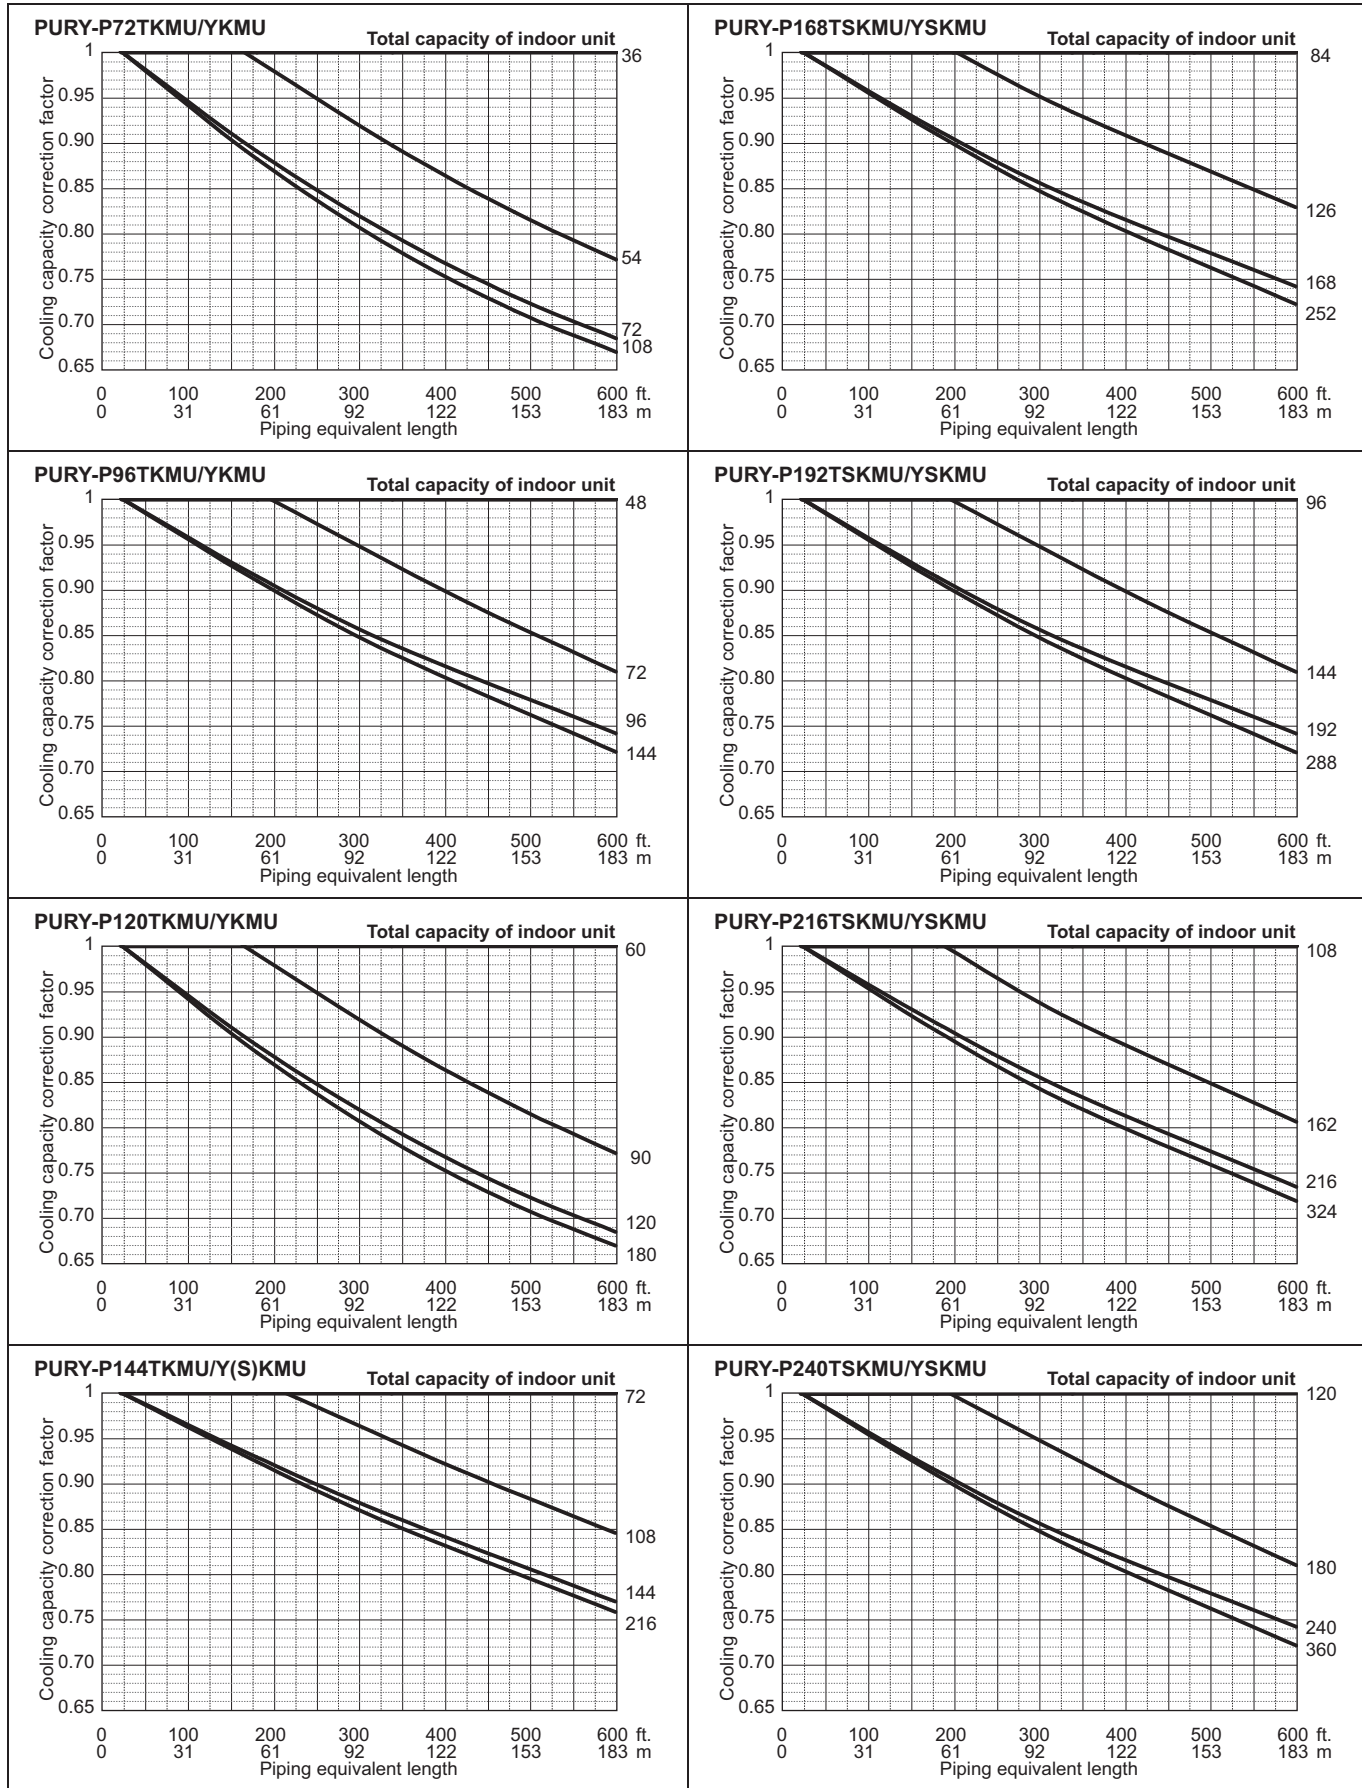 PURY-P72TKMU/YKMU
Total capacity of indoor unit
Cooling capacity correction factor
1
0.95
0.90
0.85
0.80
0.75
0.70
0.65
36
54
72
108
0 100 200 300 400 500 600 ft.
0 31 61 92 122 153 183 m
Piping equivalent length
PURY-P168TSKMU/YSKMU
Total capacity of indoor unit
Cooling capacity correction factor
1
0.95
0.90
0.85
0.80
0.75
0.70
0.65
84
126
168
252
0 100 200 300 400 500 600 ft.
0 31 61 92 122 153 183 m
Piping equivalent length
PURY-P96TKMU/YKMU
Total capacity of indoor unit
Cooling capacity correction factor
1
0.95
0.90
0.85
0.80
0.75
0.70
0.65
48
72
96
144
0 100 200 300 400 500 600 ft.
0 31 61 92 122 153 183 m
Piping equivalent length
PURY-P192TSKMU/YSKMU
Total capacity of indoor unit
Cooling capacity correction factor
1
0.95
0.90
0.85
0.80
0.75
0.70
0.65
96
144
192
288
0 100 200 300 400 500 600 ft.
0 31 61 92 122 153 183 m
Piping equivalent length
PURY-P120TKMU/YKMU
Total capacity of indoor unit
Cooling capacity correction factor
1
0.95
0.90
0.85
0.80
0.75
0.70
0.65
60
90
120
180
0 100 200 300 400 500 600 ft.
0 31 61 92 122 153 183 m
Piping equivalent length
PURY-P216TSKMU/YSKMU
Total capacity of indoor unit
Cooling capacity correction factor
1
0.95
0.90
0.85
0.80
0.75
0.70
0.65
108
162
216
324
0 100 200 300 400 500 600 ft.
0 31 61 92 122 153 183 m
Piping equivalent length
PURY-P144TKMU/Y(S)KMU
Total capacity of indoor unit
Cooling capacity correction factor
1
0.95
0.90
0.85
0.80
0.75
0.70
0.65
72
108
144
216
0 100 200 300 400 500 600 ft.
0 31 61 92 122 153 183 m
Piping equivalent length
PURY-P240TSKMU/YSKMU
Total capacity of indoor unit
Cooling capacity correction factor
1
0.95
0.90
0.85
0.80
0.75
0.70
0.65
120
180
240
360
0 100 200 300 400 500 600 ft.
0 31 61 92 122 153 183 m
Piping equivalent length